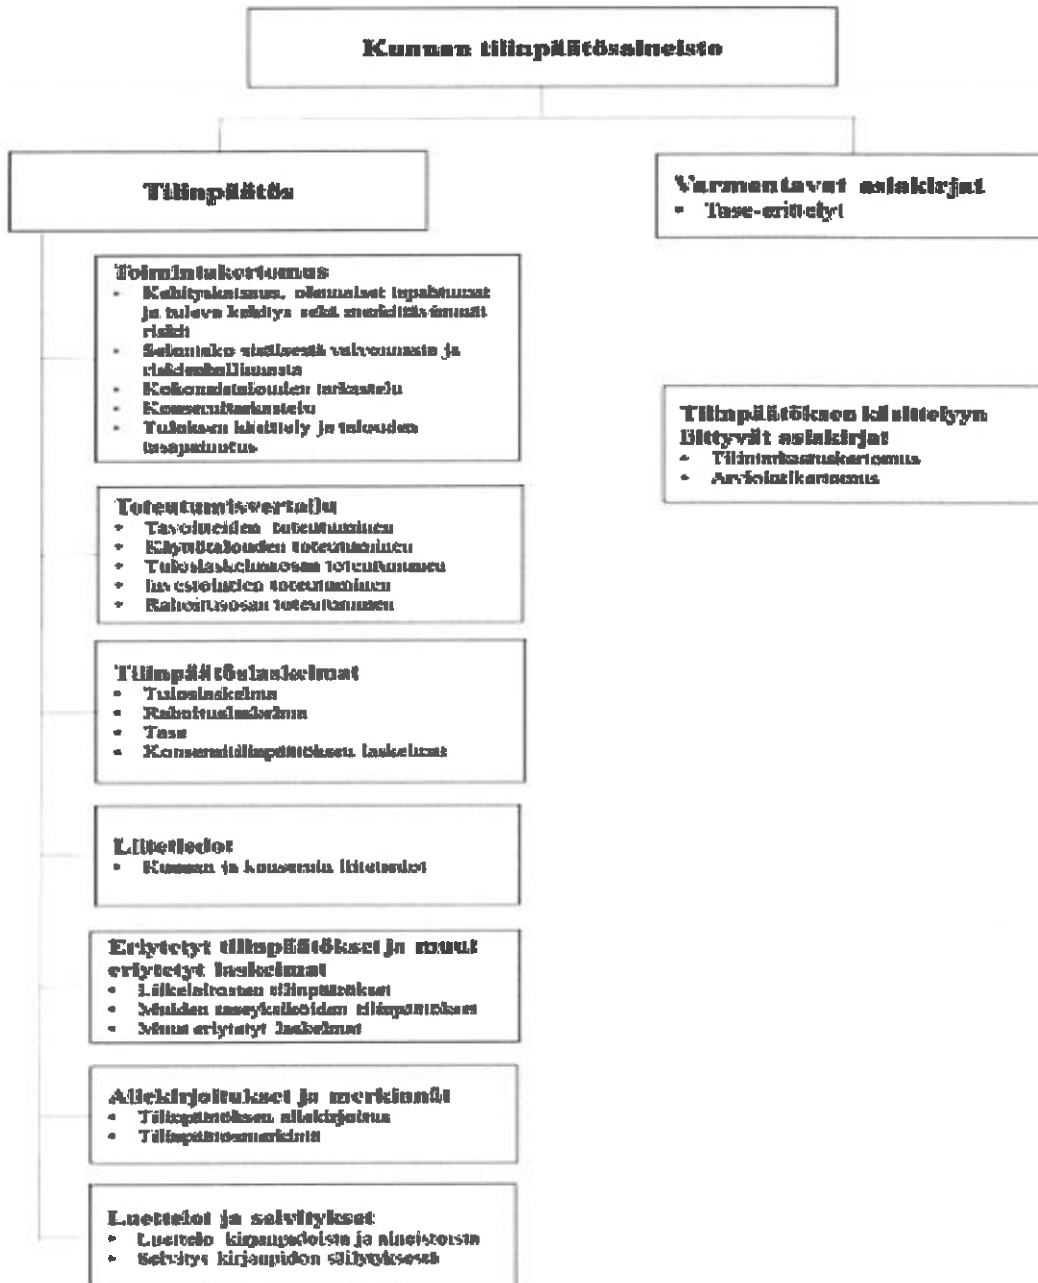 Kunnan tilinpäätösaineisto
Tilinpäätös
Varmentavat asiakirjat
• Tase-erittelyt
Toimintakertomus
• Kehityskatsaus, olennaiset tapahtumat
ja tuleva kehitys sekä merkittävimmät
riskit
• Selonteko sisäisestä valvonnasta ja
riskienhallinnasta
• Kokonaistalouden tarkastelu
• Konsernitarkastelu
• Tuloksen käsittely ja talouden
tasapainotus
Tilinpäätöksen käsittelyyn
liittyvät asiakirjat
• Tilintarkastuskertomus
• Arviointikertomus
Toteutumisvertailu
• Tavoitteiden toteutuminen
• Käyttötalouden toteutuminen
• Tuloslaskelmaosan toteutuminen
• Investointien toteutuminen
• Rahoitusosan toteutuminen
Tilinpäätöslaskelmat
• Tuloslaskelma
• Rahoituslaskelma
• Tase
• Konsernitilinpäätöksen laskelmat
Liitetiedot
• Kunnan ja konsernin liitetiedot
Eriytetyt tilinpäätökset ja muut
eriytetyt laskelmat
• Liikelaitosten tilinpäätökset
• Muiden taseyksiköiden tilinpäätökset
• Muut eriytetyt laskelmat
Allekirjoitukset ja merkinnät
• Tilinpäätöksen allekirjoitus
• Tilinpäätösmerkintä
Luettelot ja selvitykset
• Luettelo kirjanpidoista ja aineistoista
• Selvitys kirjanpidon säilytyksestä